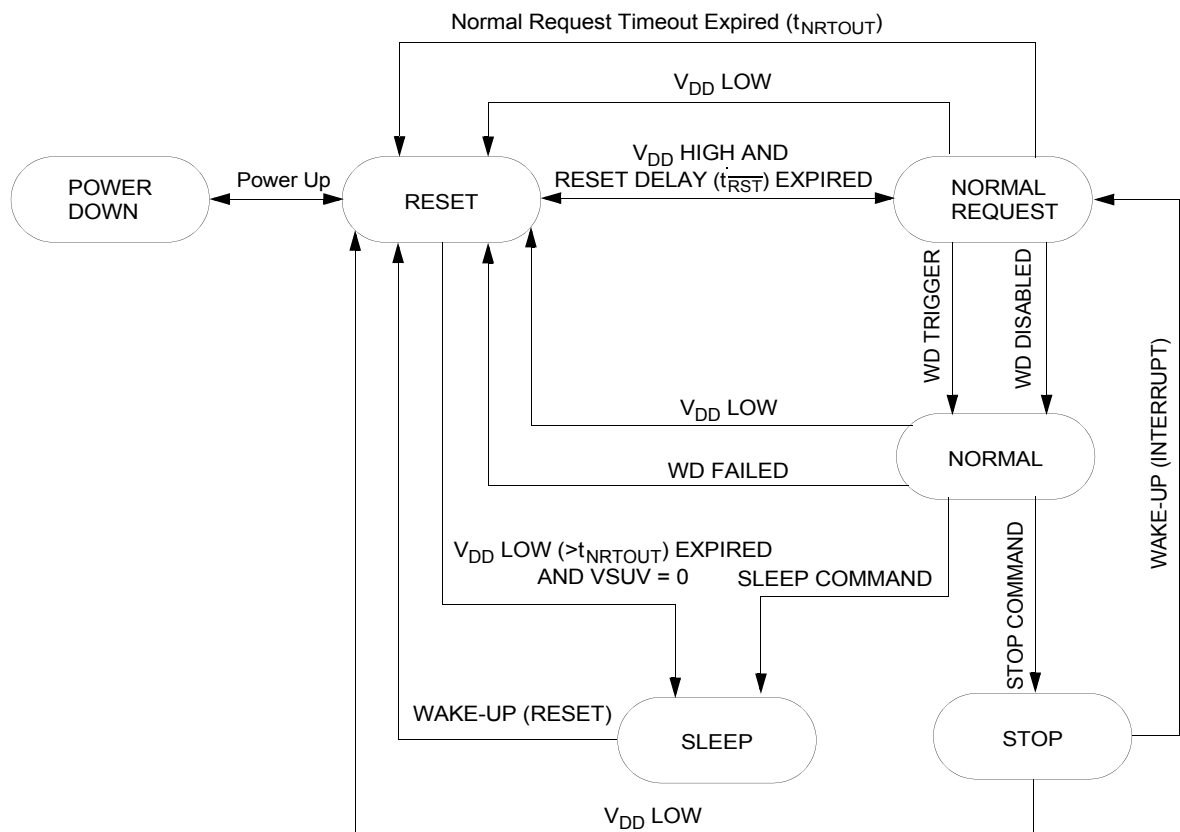 Normal Request Timeout Expired (tNRTOUT)
VDD LOW
VDD HIGH AND
RESET DELAY (tRST) EXPIRED
POWER
DOWN
Power Up
RESET
NORMAL
REQUEST
WD TRIGGER
WD DISABLED
WAKE-UP (INTERRUPT)
VDD LOW
WD FAILED
NORMAL
VDD LOW (>tNRTOUT) EXPIRED
AND VSUV = 0
SLEEP COMMAND
STOP COMMAND
WAKE-UP (RESET)
SLEEP
STOP
VDD LOW